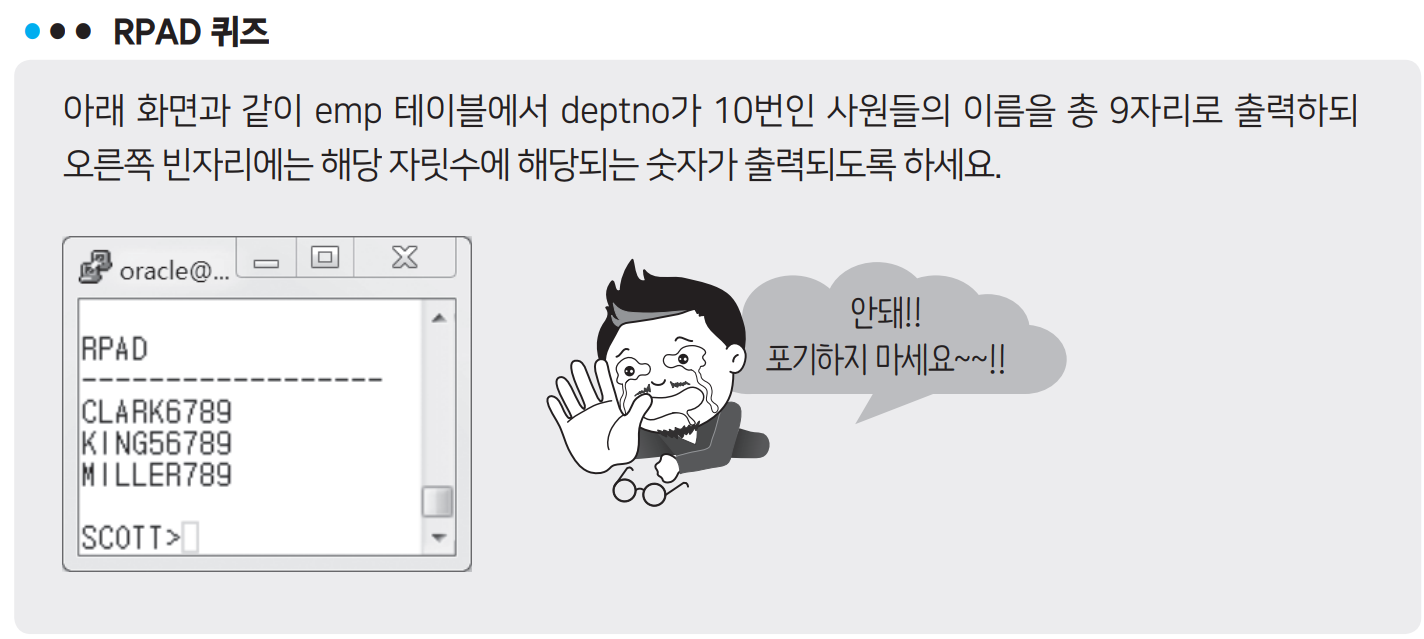 RPAD 퀴즈
아래 화면과 같이 emp 테이블에서 deptno가 10번인 사원들의 이름을 총 9자리로 출력하되
오른쪽 빈자리에는 해당 자릿수에 해당되는 숫자가 출력되도록 하세요.
oracle@...
RPAD
------------------
CLARK6789
KING56789
MILLER789
SCOTT>
안돼!!
포기하지 마세요~~!!